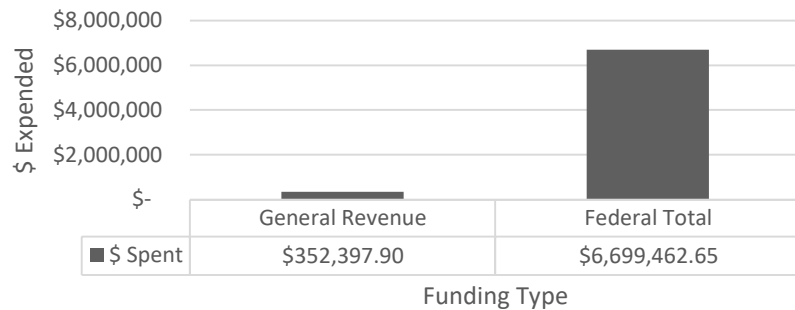 $8,000,000
$6,000,000
$4,000,000
$2,000,000
$-
$ Expended
General Revenue Federal Total
$ Spent $352,397.90 $6,699,462.65
Funding Type